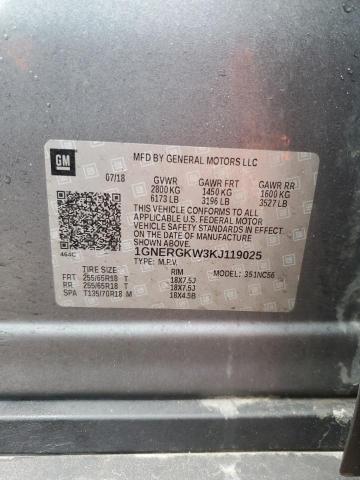 GM
MFD BY GENERAL MOTORS LLC
07/18 GVWR GAWR FRT GAWR RR
2800 KG 1450 KG 1600 KG
6173 LB 3196 LB 3527 LB
THIS VEHICLE CONFORMS TO ALL
APPLICABLE U.S. FEDERAL MOTOR
VEHICLE SAFETY AND THEFT
PREVENTION STANDARDS IN EFFECT
ON THE DATE OF MANUFACTURE
SHOWN ABOVE.
464C 1GNERGKW3KJ119025
TYPE: M.P.V. MODEL: 351NC56
TIRE SIZE RIM
FRT 255/65R18 T 18X7.5J
RR 255/65R18 T 18X7.5J
SPA T135/70R18 M 18X4.5B